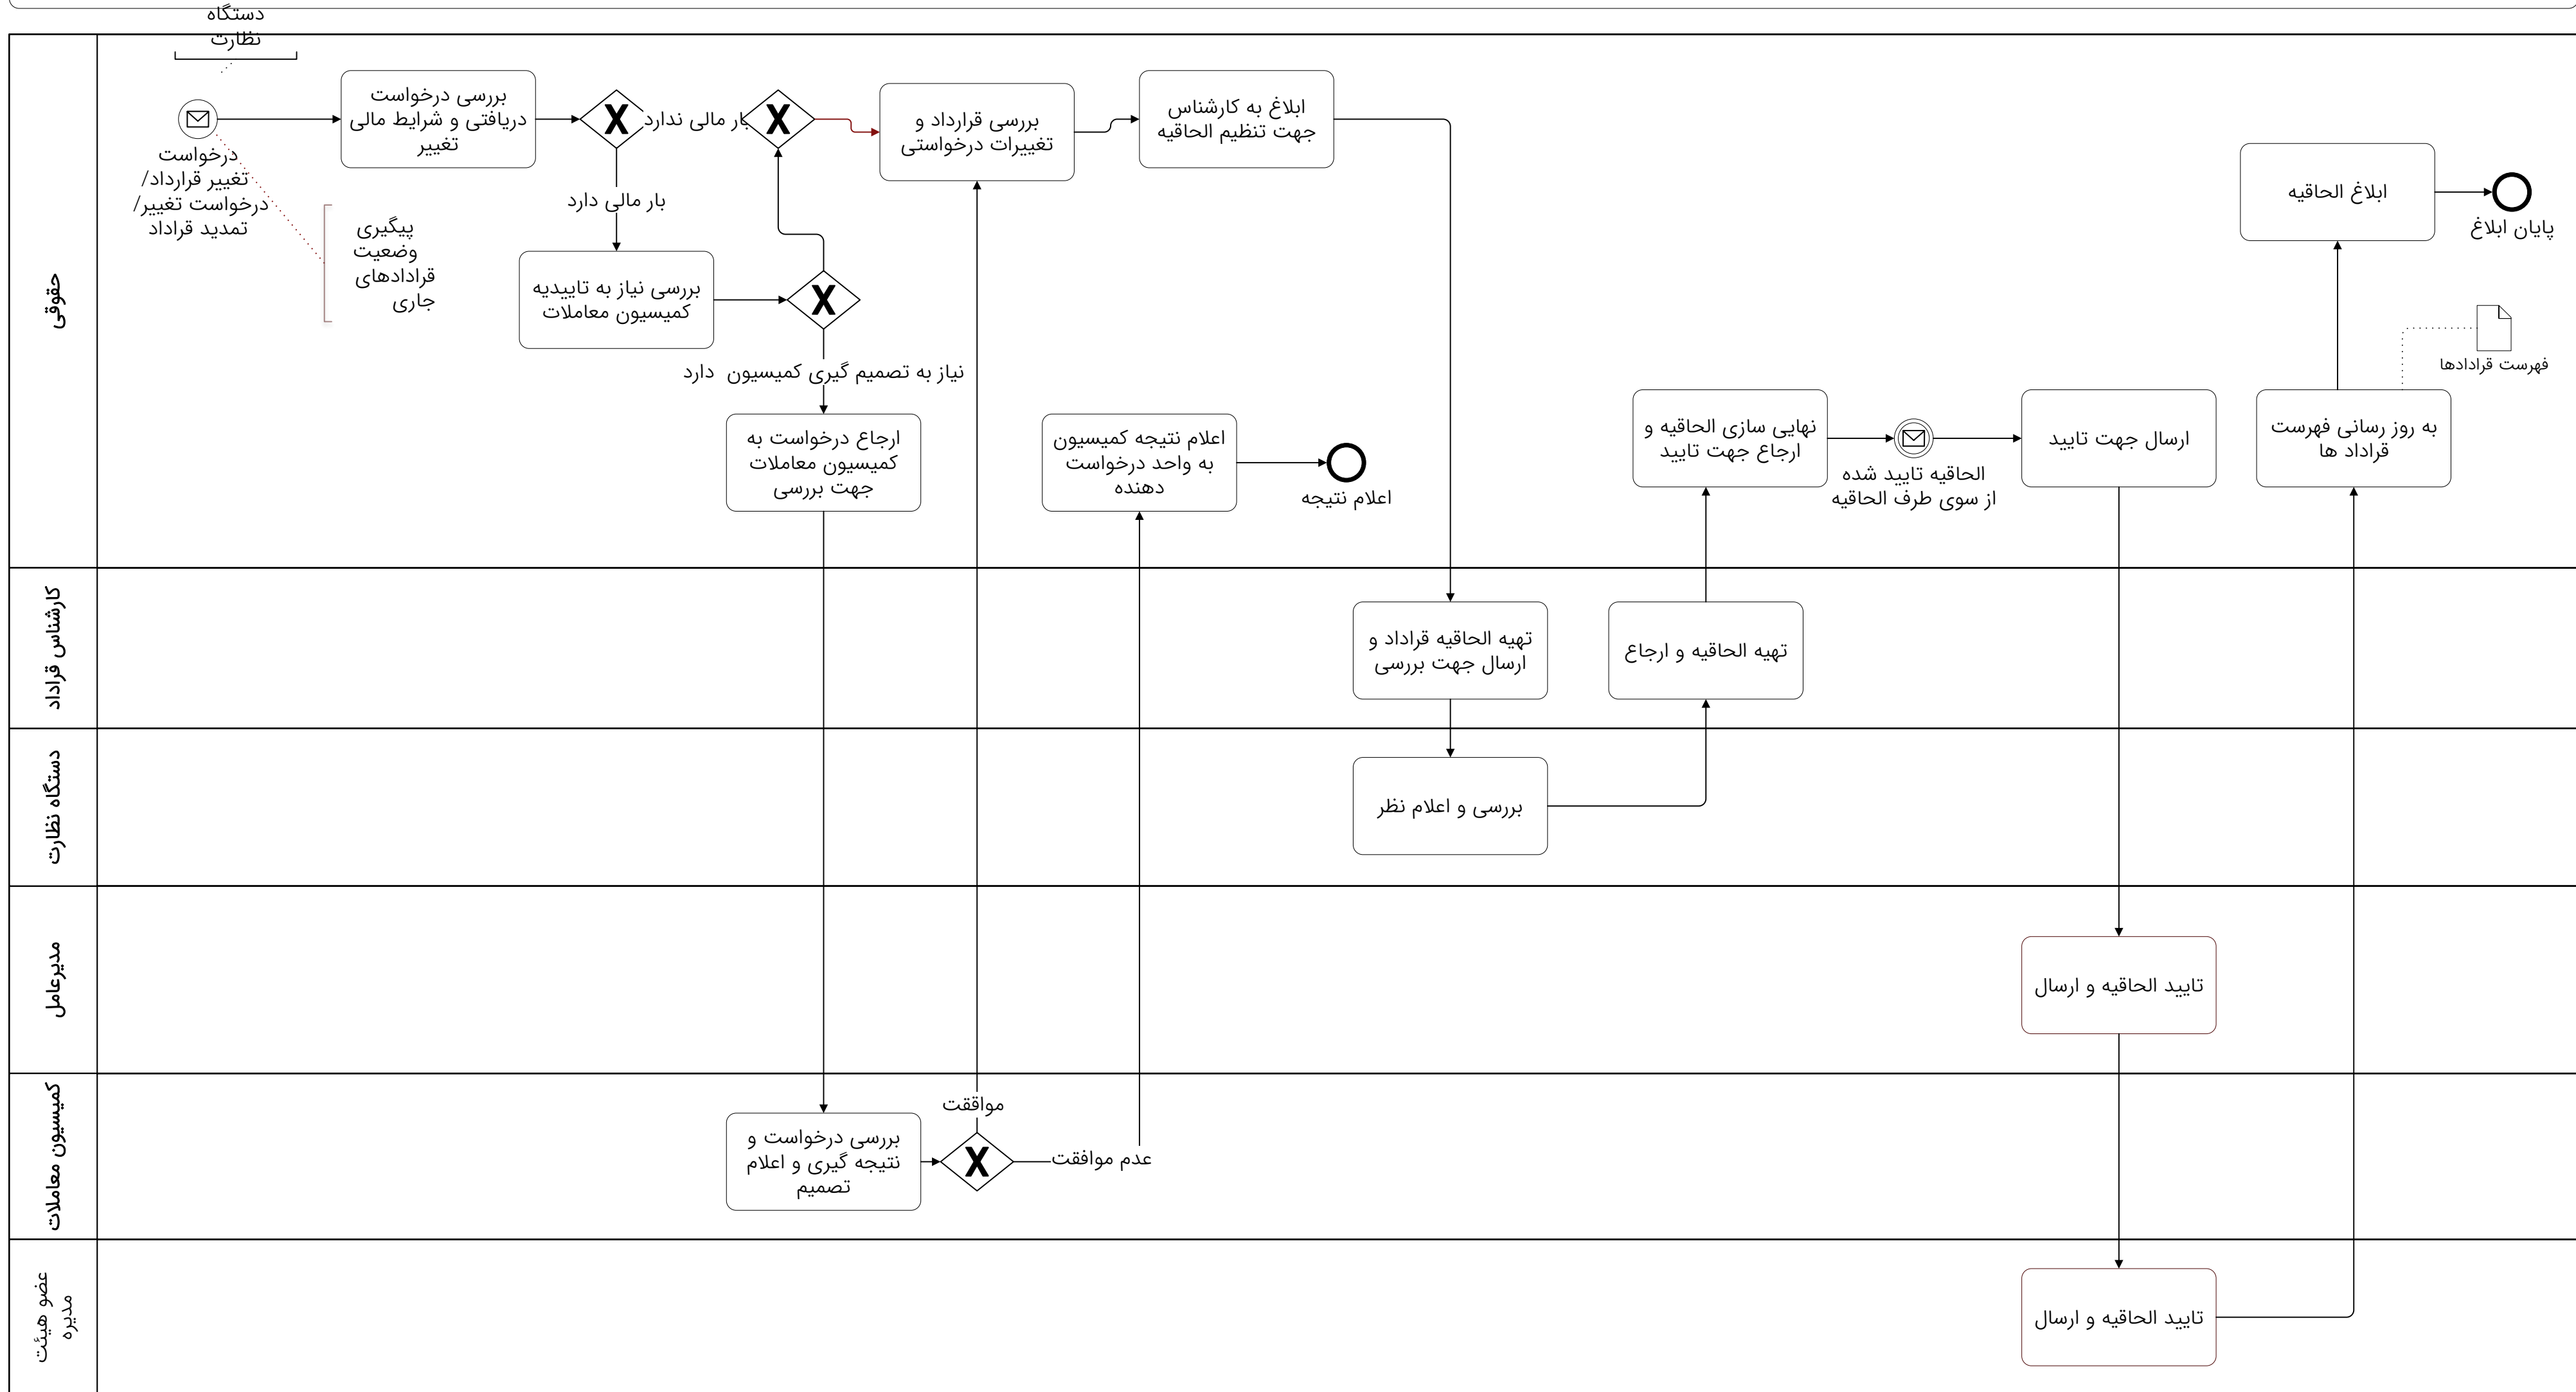 دستگاه
نظارت
حقوقی
درخواست
تغییر قرارداد/
درخواست تغییر/
تمدید قراداد
پیگیری
وضعیت
قرادادهای
جاری
بررسی درخواست
دریافتی و شرایط مالی
تغییر
بار مالی ندارد
بار مالی دارد
بررسی نیاز به تاییدیه
کمیسیون معاملات
نیاز به تصمیم گیری کمیسیون دارد
ارجاع درخواست به
کمیسیون معاملات
جهت بررسی
بررسی قرارداد و
تغییرات درخواستی
ابلاغ به کارشناس
جهت تنظیم الحاقیه
اعلام نتیجه کمیسیون
به واحد درخواست
دهنده
اعلام نتیجه
نهایی سازی الحاقیه و
ارجاع جهت تایید
الحاقیه تایید شده
از سوی طرف الحاقیه
ارسال جهت تایید
به روز رسانی فهرست
قراداد ها
فهرست قرادادها
ابلاغ الحاقیه
پایان ابلاغ
کارشناس قراداد
تهیه الحاقیه قراداد و
ارسال جهت بررسی
تهیه الحاقیه و ارجاع
دستگاه نظارت
بررسی و اعلام نظر
مدیرعامل
تایید الحاقیه و ارسال
کمیسیون معاملات
بررسی درخواست و
نتیجه گیری و اعلام
تصمیم
مواققت
عدم موافقت
عضو هیئت
مدیره
تایید الحاقیه و ارسال